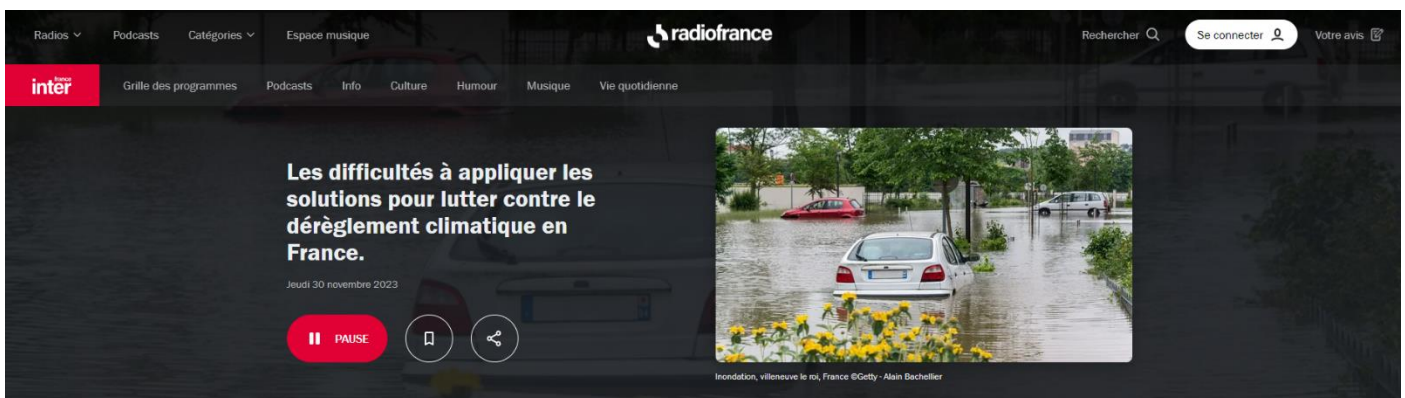 Radios
Podcasts
Catégories
Espace musique
radiofrance
Rechercher
Se connecter
Votre avis
france
inter
Grille des programmes
Podcasts
Info
Culture
Humour
Musique
Vie quotidienne
Les difficultés à appliquer les
solutions pour lutter contre le
dérèglement climatique en
France.
Jeudi 30 novembre 2023
PAUSE
Inondation, villeneuve le roi, France ©Getty - Alain Bachellier